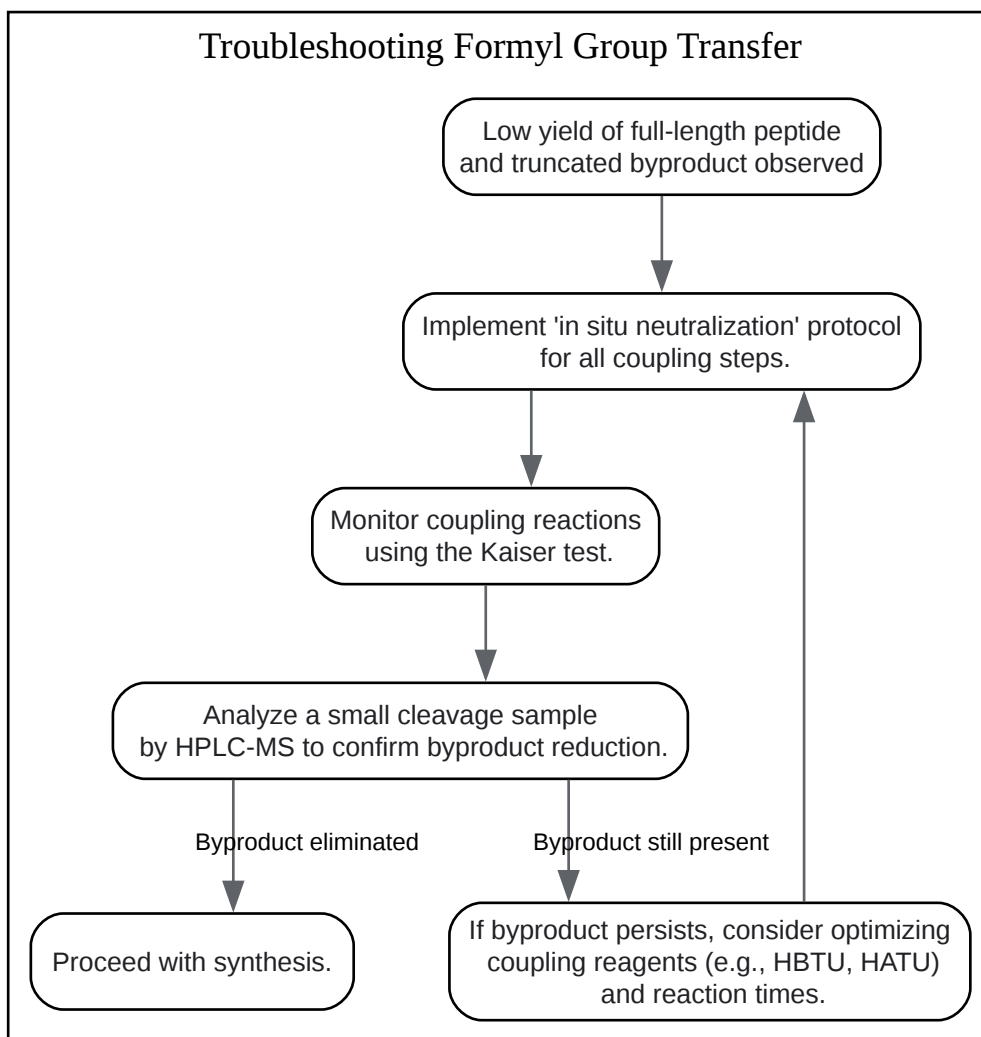 Troubleshooting Formyl Group Transfer
Low yield of full-length peptide
and truncated byproduct observed
Implement 'in situ neutralization' protocol
for all coupling steps.
Monitor coupling reactions
using the Kaiser test.
Analyze a small cleavage sample
by HPLC-MS to confirm byproduct reduction.
Byproduct eliminated
Byproduct still present
Proceed with synthesis.
If byproduct persists, consider optimizing
coupling reagents (e.g., HBTU, HATU)
and reaction times.